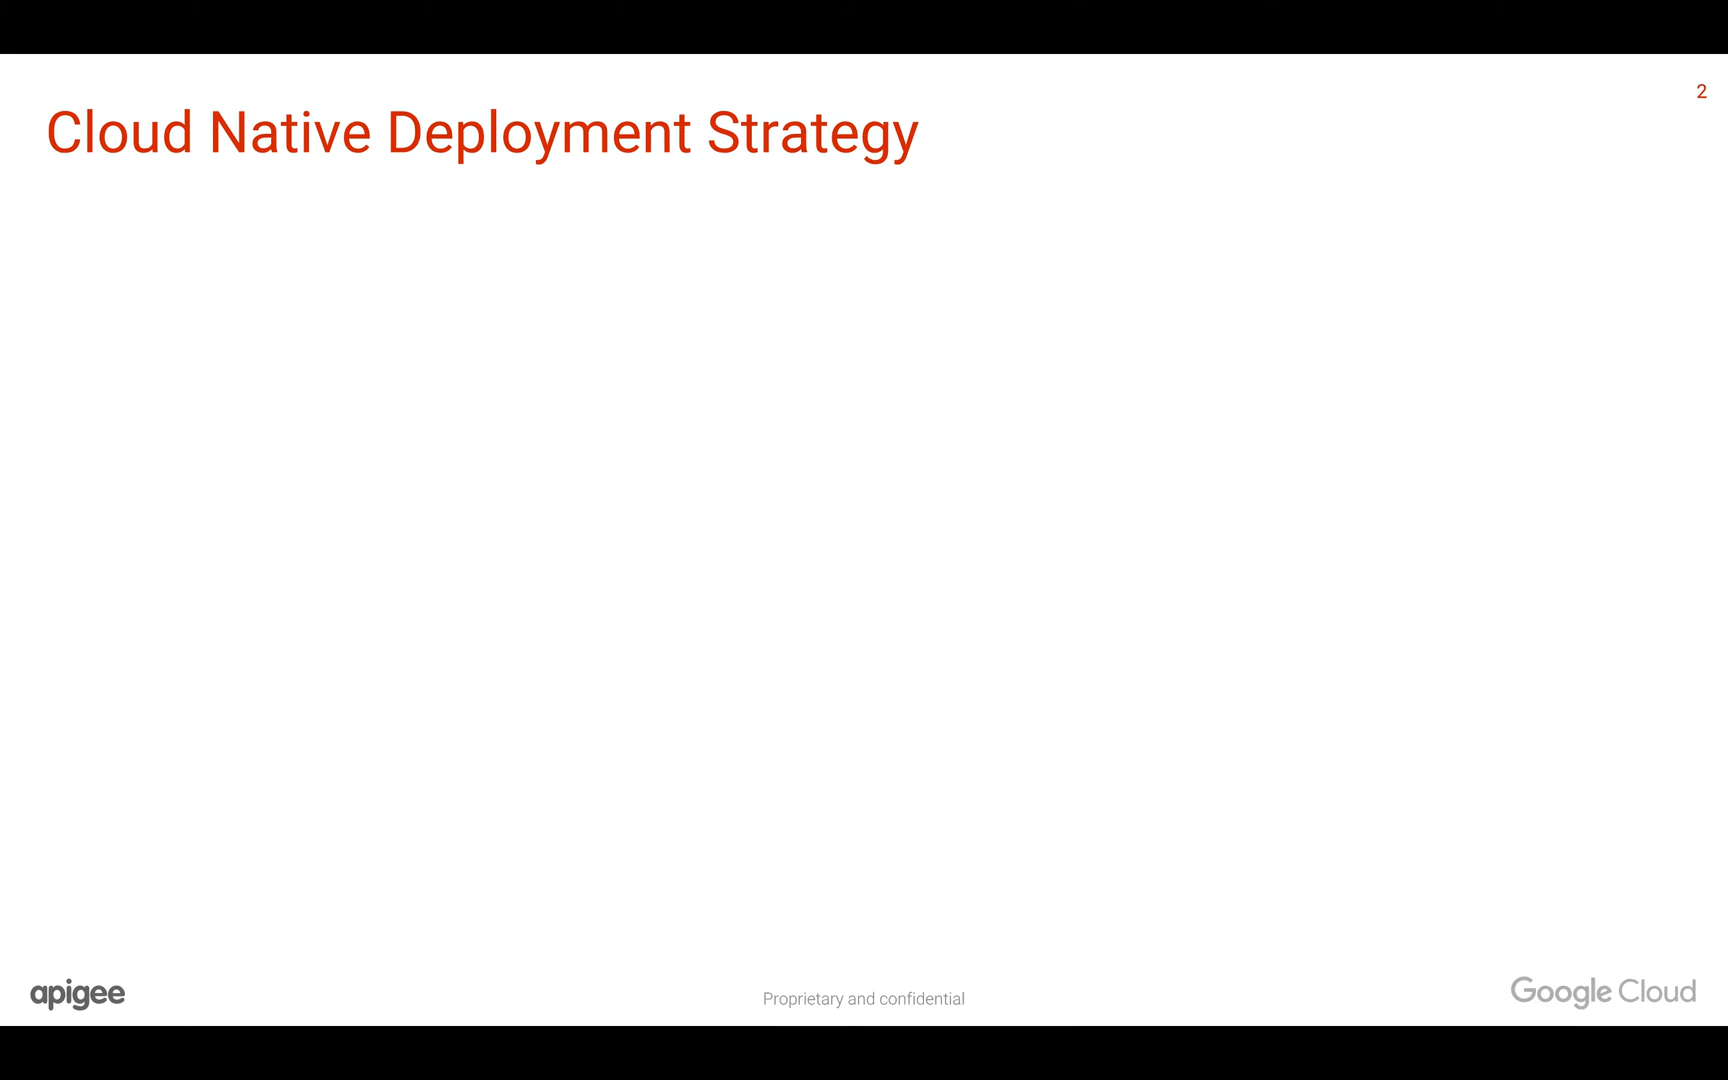 2
Cloud Native Deployment Strategy
apigee
Proprietary and confidential
Google Cloud